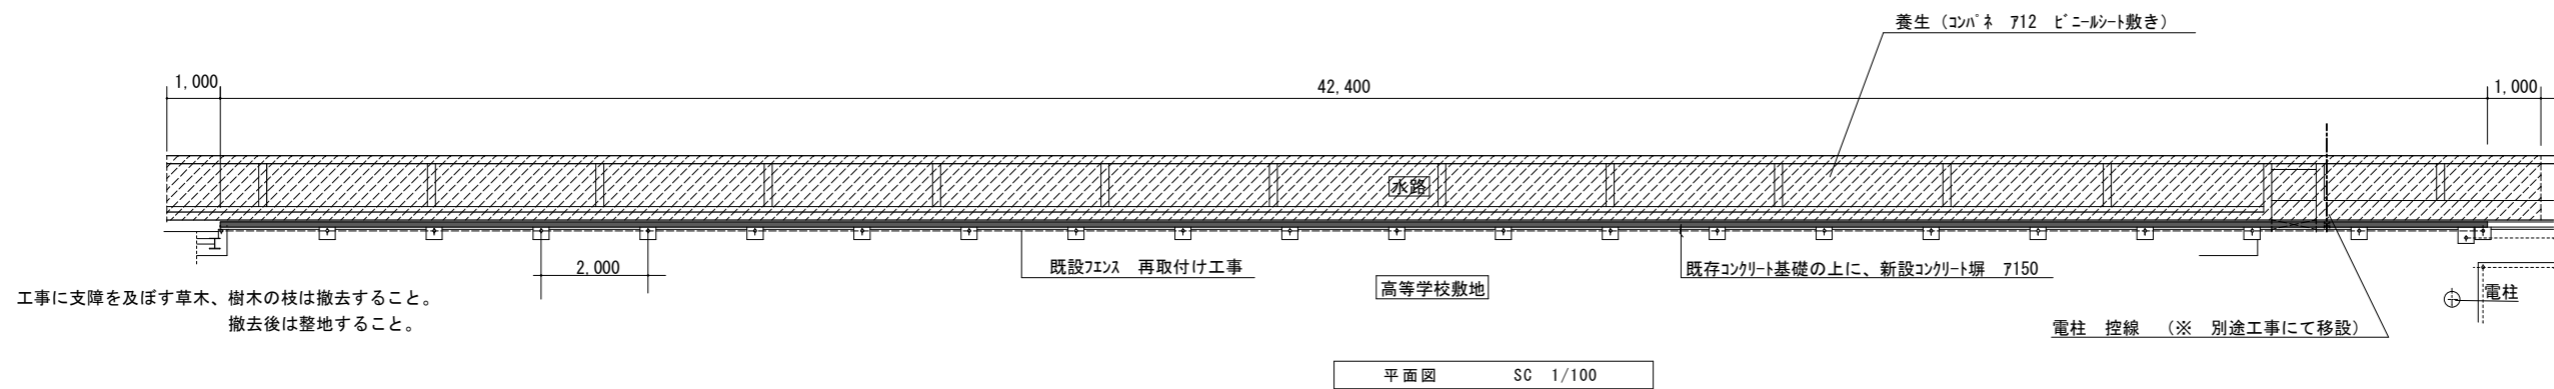 養生（ｺﾝﾊﾟﾈ　ｱ12　ﾋﾞﾆｰﾙｼｰﾄ敷き）
1,000
42,400
1,000
水路
2,000
既設ﾌｪﾝｽ　再取付け工事
既存ｺﾝｸﾘｰﾄ基礎の上に、新設ｺﾝｸﾘｰﾄ塀　ｱ150
高等学校敷地
電柱
工事に支障を及ぼす草木、樹木の枝は撤去すること。
撤去後は整地すること。
電柱　控線　（※　別途工事にて移設）
平面図　SC　1/100